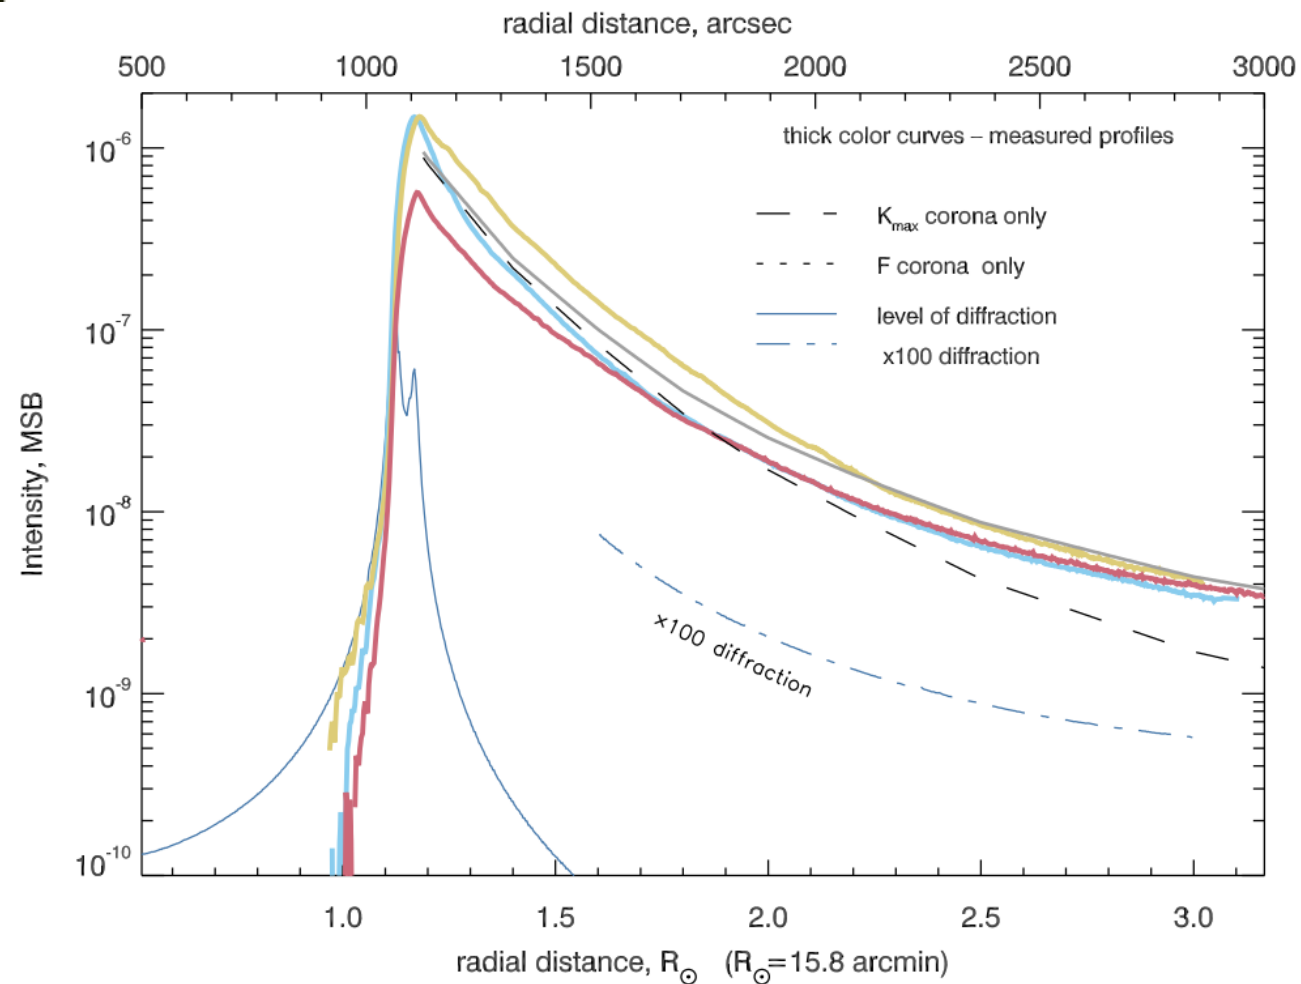 radial distance, arcsec
500 1000 1500 2000 2500 3000
thick color curves – measured profiles
10⁻⁶
Kmax corona only
F corona only
level of diffraction
10⁻⁷
x100 diffraction
Intensity, MSB
10⁻⁸
x100 diffraction
10⁻⁹
10⁻¹⁰
1.0 1.5 2.0 2.5 3.0
radial distance, R☉ (R☉=15.8 arcmin)